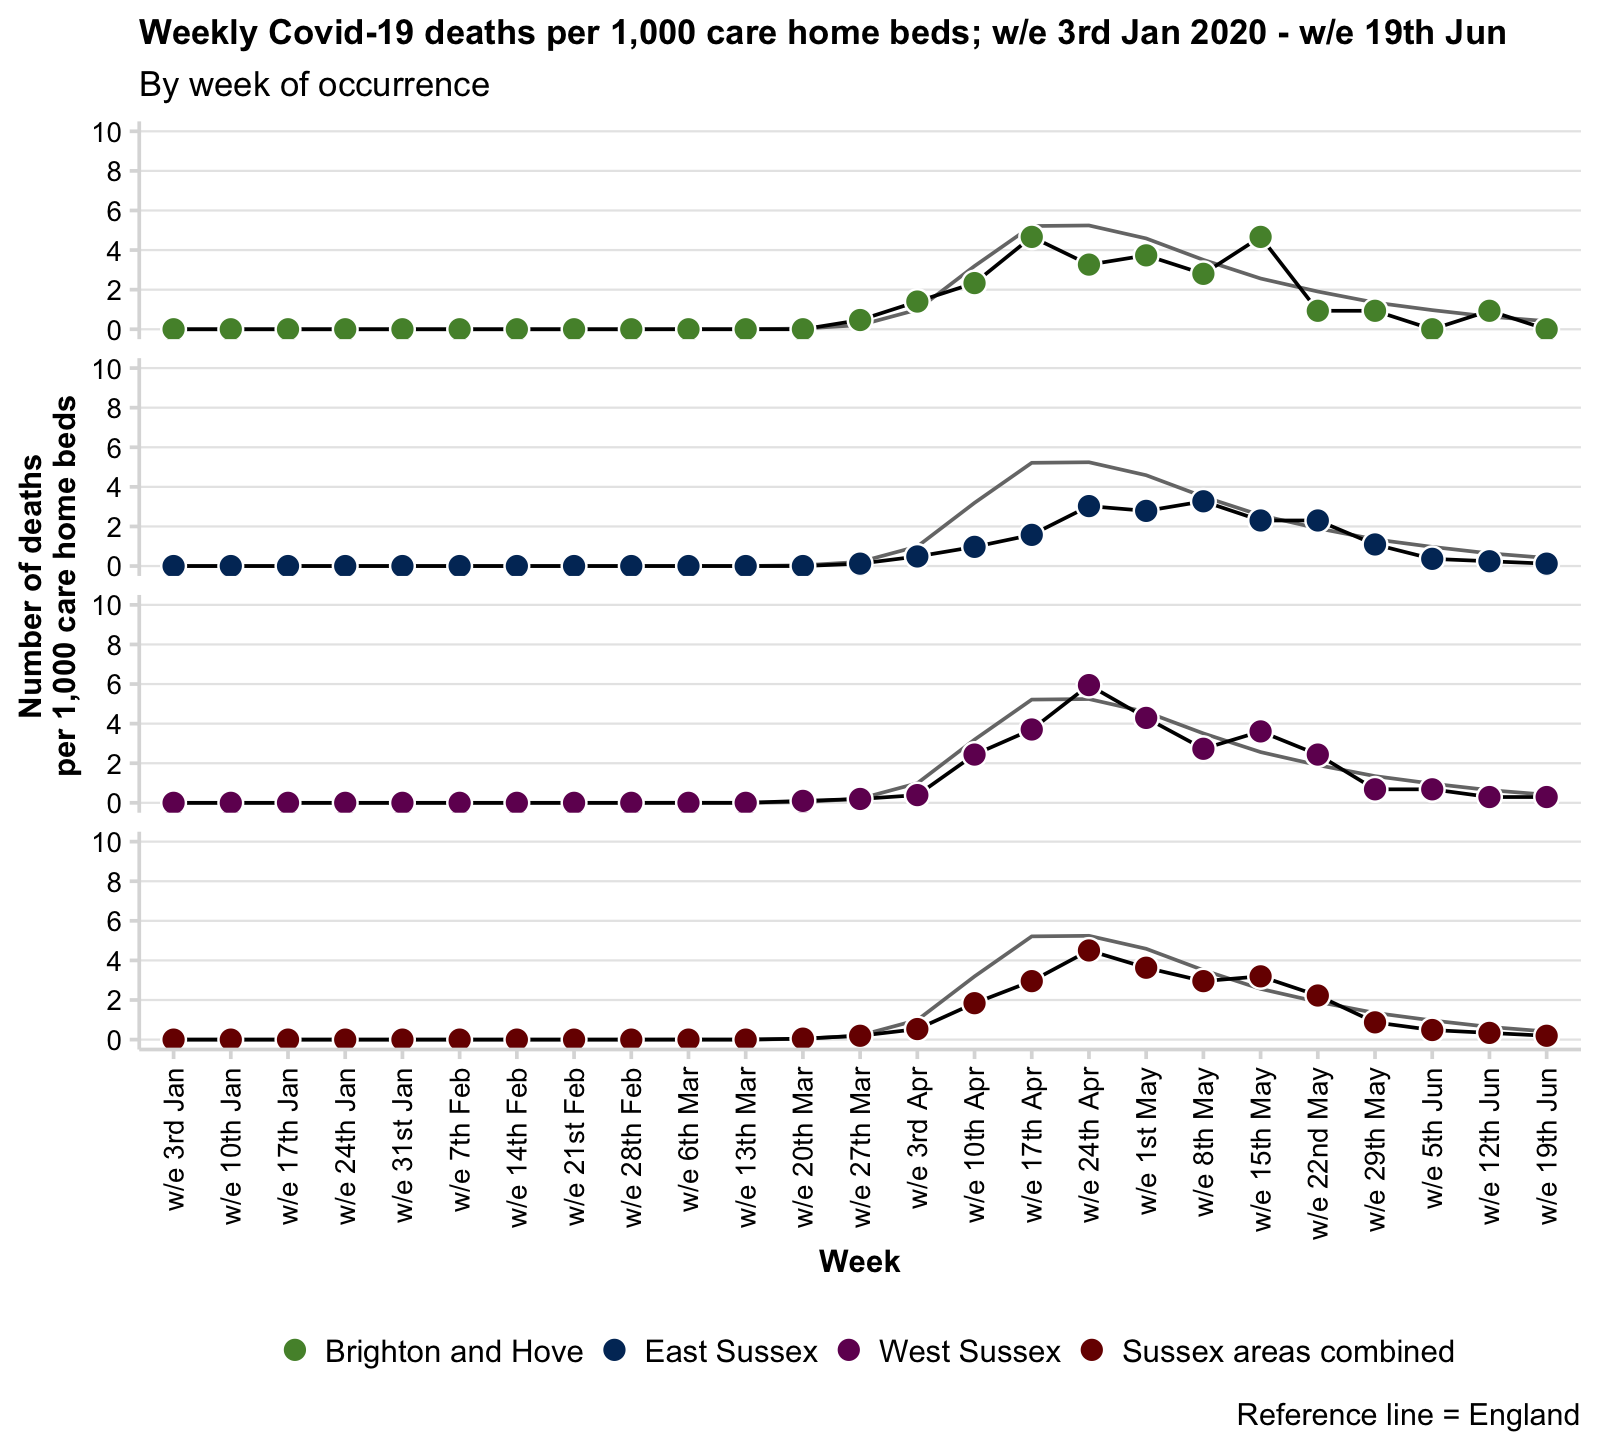 Weekly Covid-19 deaths per 1,000 care home beds; w/e 3rd Jan 2020 - w/e 19th Jun
By week of occurrence
Number of deaths
per 1,000 care home beds
10
8
6
4
2
0
10
8
6
4
2
0
10
8
6
4
2
0
10
8
6
4
2
0
w/e 3rd Jan
w/e 10th Jan
w/e 17th Jan
w/e 24th Jan
w/e 31st Jan
w/e 7th Feb
w/e 14th Feb
w/e 21st Feb
w/e 28th Feb
w/e 6th Mar
w/e 13th Mar
w/e 20th Mar
w/e 27th Mar
w/e 3rd Apr
w/e 10th Apr
w/e 17th Apr
w/e 24th Apr
w/e 1st May
w/e 8th May
w/e 15th May
w/e 22nd May
w/e 29th May
w/e 5th Jun
w/e 12th Jun
w/e 19th Jun
Week
Brighton and Hove
East Sussex
West Sussex
Sussex areas combined
Reference line = England